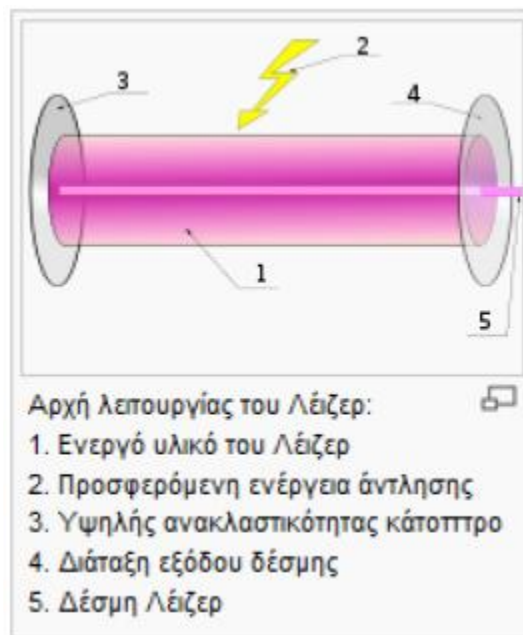 3
2
4
1
5
Αρχή λειτουργίας του Λέιζερ:
1. Ενεργό υλικό του Λέιζερ
2. Προσφερόμενη ενέργεια άντλησης
3. Υψηλής ανακλαστικότητας κάτοπτρο
4. Διάταξη εξόδου δέσμης
5. Δέσμη Λέιζερ